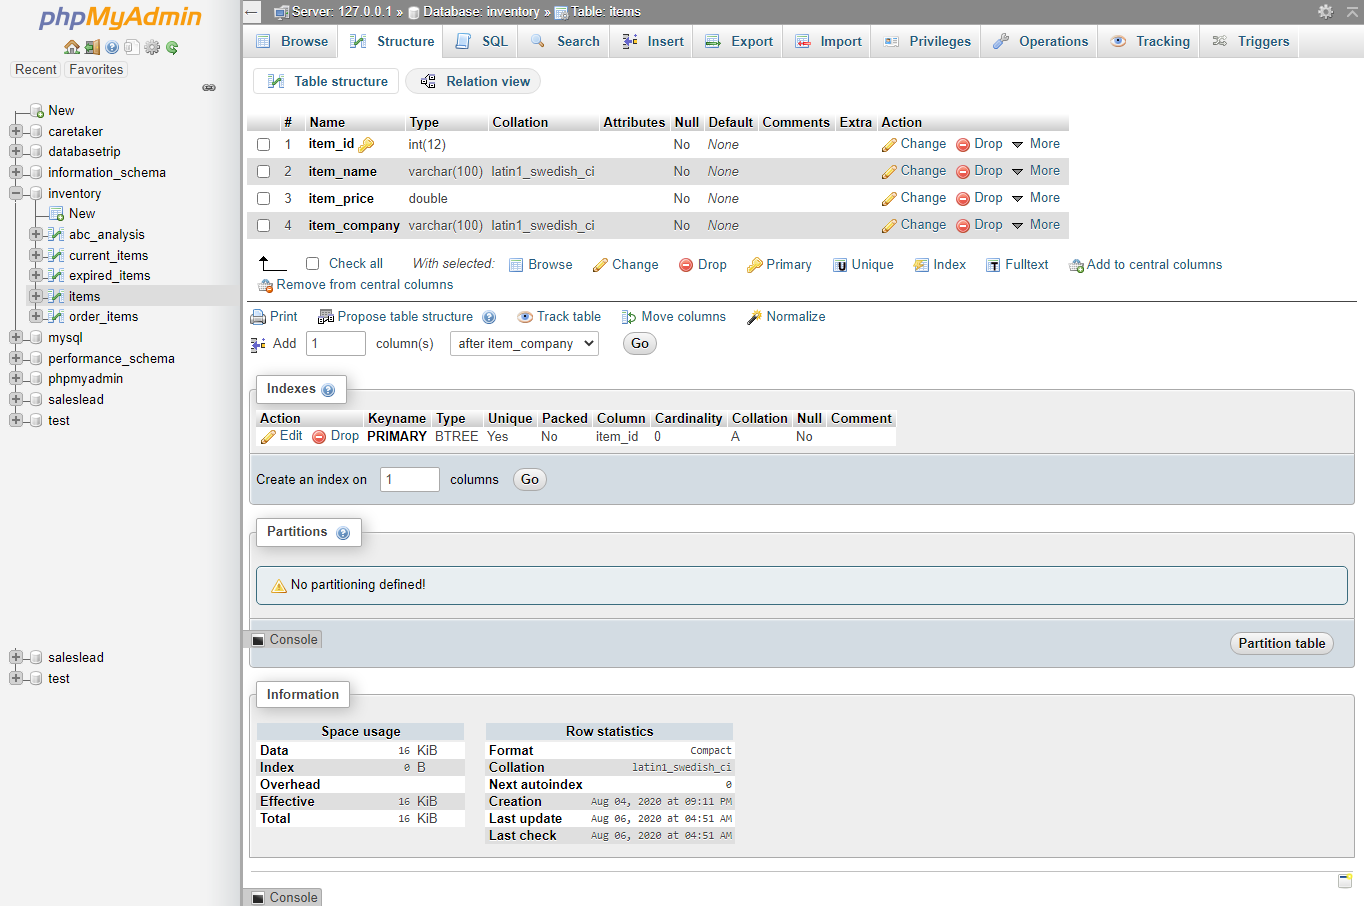 phpMyAdmin
Recent Favorites
New
caretaker
databasetrip
information_schema
inventory
New
abc_analysis
current_items
expired_items
items
order_items
mysql
performance_schema
phpmyadmin
saleslead
test
saleslead
test
Server: 127.0.0.1 » Database: inventory » Table: items
Browse Structure SQL Search Insert Export Import Privileges Operations Tracking Triggers
Table structure Relation view
# Name Type Collation Attributes Null Default Comments Extra Action
1 item_id int(12) No None Change Drop More
2 item_name varchar(100) latin1_swedish_ci No None Change Drop More
3 item_price double No None Change Drop More
4 item_company varchar(100) latin1_swedish_ci No None Change Drop More
Check all With selected: Browse Change Drop Primary Unique Index Fulltext Add to central columns
Remove from central columns
Print Propose table structure Track table Move columns Normalize
Add 1 column(s) after item_company Go
Indexes
Action Keyname Type Unique Packed Column Cardinality Collation Null Comment
Edit Drop PRIMARY BTREE Yes No item_id 0 A No
Create an index on 1 columns Go
Partitions
No partitioning defined!
Console
Partition table
Information
Space usage
Data 16 KiB
Index 0 B
Overhead
Effective 16 KiB
Total 16 KiB
Row statistics
Format Compact
Collation latin1_swedish_ci
Next autoindex 0
Creation Aug 04, 2020 at 09:11 PM
Last update Aug 06, 2020 at 04:51 AM
Last check Aug 06, 2020 at 04:51 AM
Console